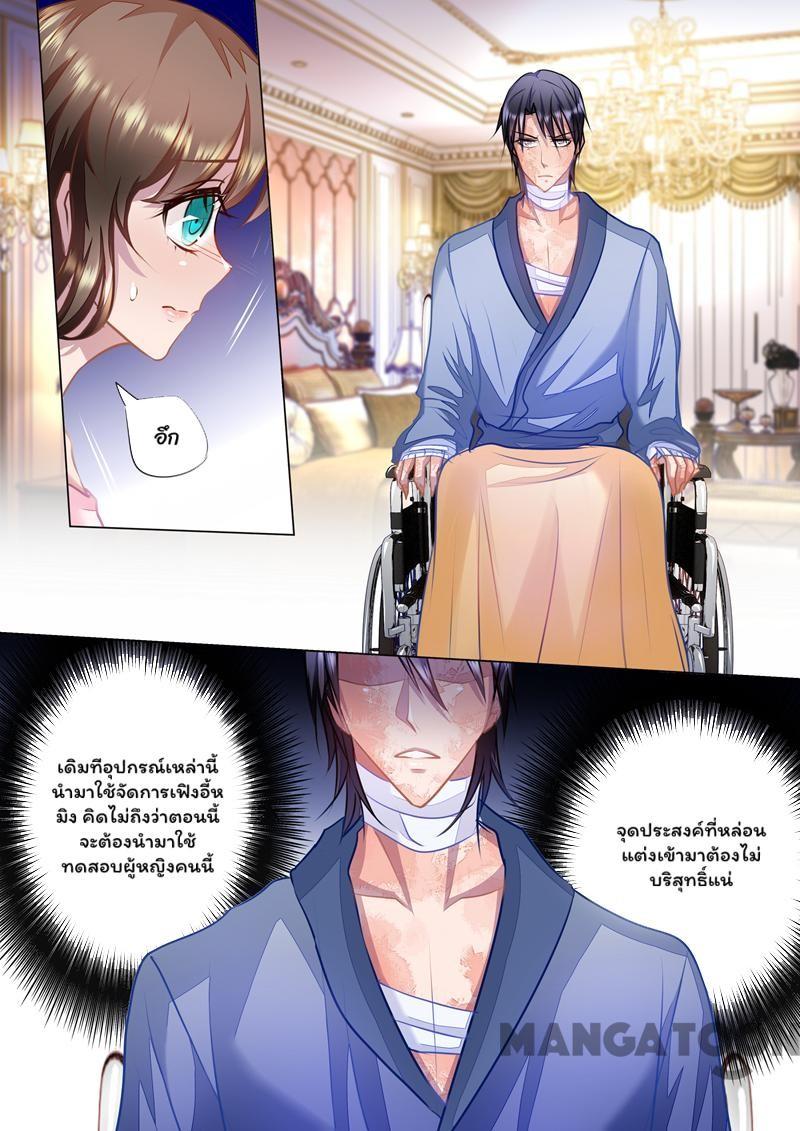 อึก
เดิมทีอุปกรณ์เหล่านี้
นำมาใช้จัดการเฟิงอี้ห
มิง คิดไม่ถึงว่าตอนนี้
จะต้องนำมาใช้
ทดสอบผู้หญิงคนนี้
จุดประสงค์ที่หล่อน
แต่งเข้ามาต้องไม่
บริสุทธิ์แน่
MANGATOON